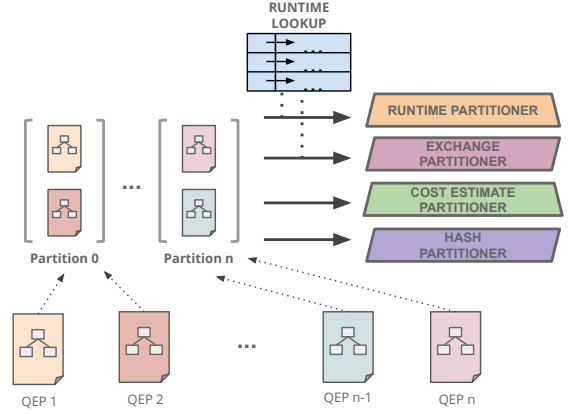 RUNTIME
LOOKUP
...
...
...
RUNTIME PARTITIONER
EXCHANGE
PARTITIONER
COST ESTIMATE
PARTITIONER
HASH
PARTITIONER
...
Partition 0
Partition n
...
QEP 1
QEP 2
QEP n-1
QEP n